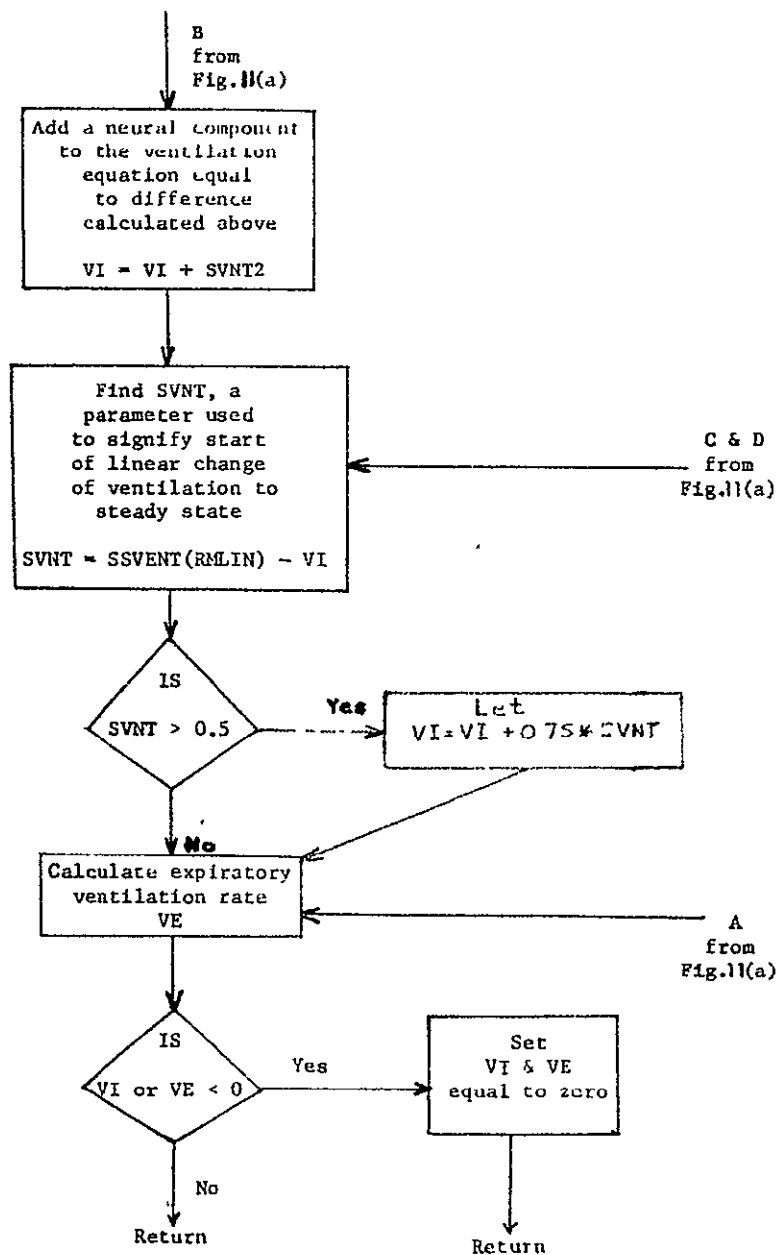 B
from
Fig.11(a)
Add a neural component
to the ventilation
equation equal
to difference
calculated above
VI = VI + SVNT2
Find SVNT, a
parameter used
to signify start
of linear change
of ventilation to
steady state
SVNT = SSVENT(RMLIN) - VI
C & D
from
Fig.11(a)
IS
SVNT > 0.5
Yes
Let
VI=VI +0 75* SVNT
No
Calculate expiratory
ventilation rate
VE
A
from
Fig.11(a)
IS
VI or VE < 0
Yes
Set
VI & VE
equal to zero
No
Return
Return